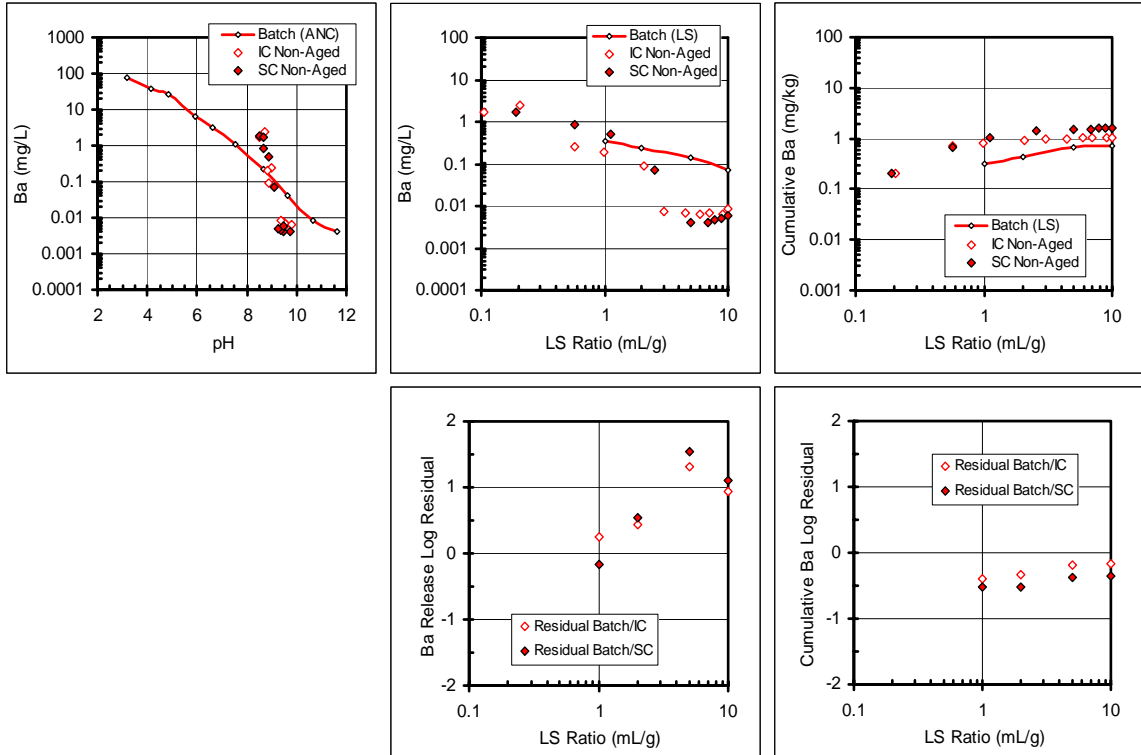 Ba (mg/L)
1000
100
10
1
0.1
0.01
0.001
0.0001
2 4 6 8 10 12
pH
Batch (ANC)
IC Non-Aged
SC Non-Aged
Ba (mg/L)
100
10
1
0.1
0.01
0.001
0.0001
0.1 1 10
LS Ratio (mL/g)
Batch (LS)
IC Non-Aged
SC Non-Aged
Cumulative Ba (mg/kg)
100
10
1
0.1
0.01
0.001
0.1 1 10
LS Ratio (mL/g)
Batch (LS)
IC Non-Aged
SC Non-Aged
Ba Release Log Residual
2
1
0
-1
-2
0.1 1 10
LS Ratio (mL/g)
Residual Batch/IC
Residual Batch/SC
Cumulative Ba Log Residual
2
1
0
-1
-2
0.1 1 10
LS Ratio (mL/g)
Residual Batch/IC
Residual Batch/SC